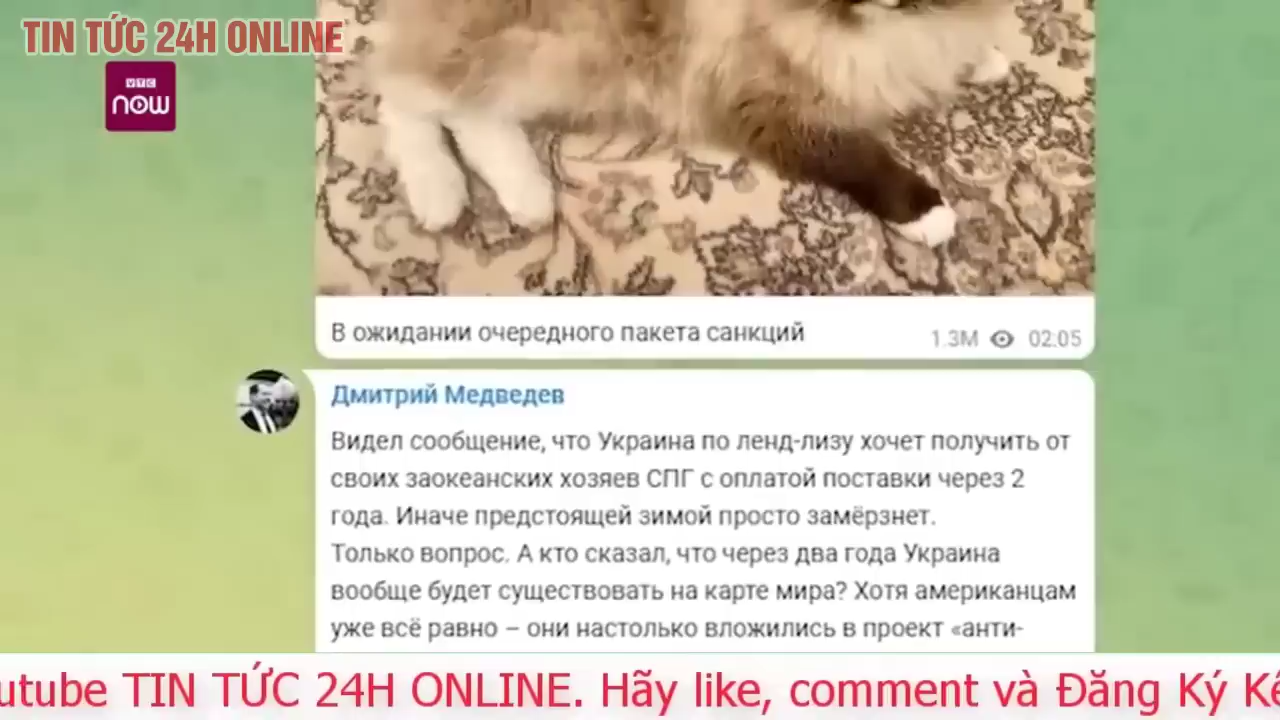 TIN TỨC 24H ONLINE
VTC
now
В ожидании очередного пакета санкций
1.3M 02:05
Дмитрий Медведев
Видел сообщение, что Украина по ленд-лизу хочет получить от
своих заокеанских хозяев СПГ с оплатой поставки через 2
года. Иначе предстоящей зимой просто замёрзнет.
Только вопрос. А кто сказал, что через два года Украина
вообще будет существовать на карте мира? Хотя американцам
уже всё равно – они настолько вложились в проект «анти-
utube TIN TỨC 24H ONLINE. Hãy like, comment và Đăng Ký Kê